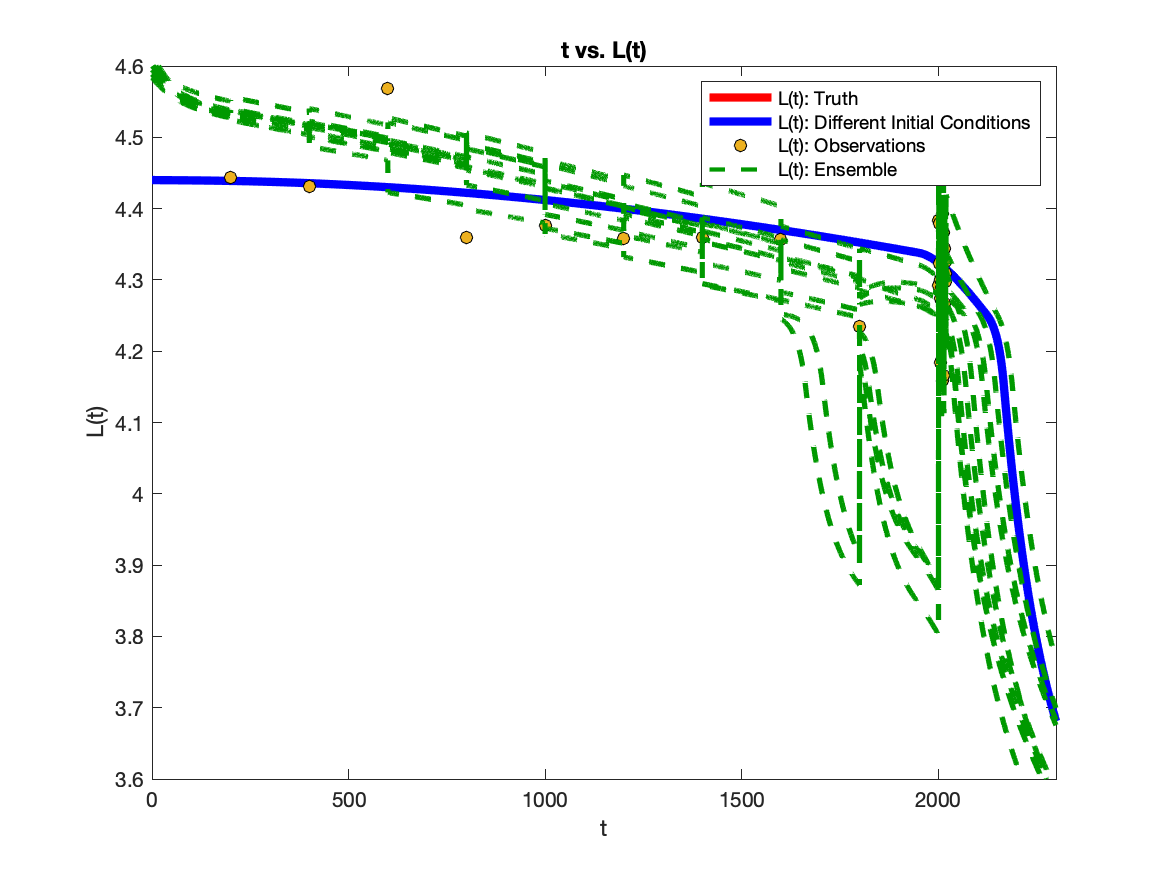 t vs. L(t)
L(t): Truth
L(t): Different Initial Conditions
L(t): Observations
L(t): Ensemble
4.6
4.5
4.4
4.3
4.2
4.1
4
3.9
3.8
3.7
3.6
L(t)
0 500 1000 1500 2000
t